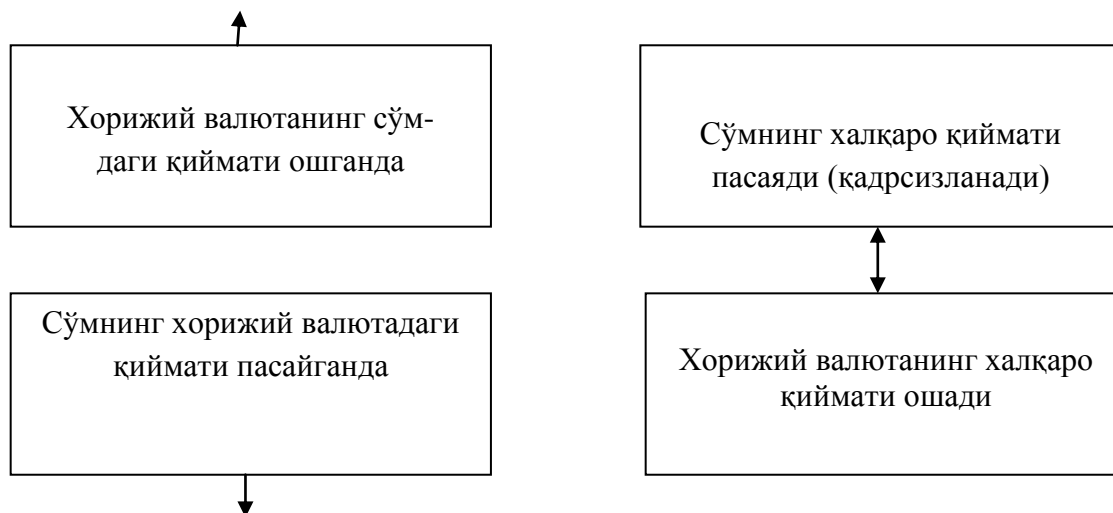 Хорижий валютанинг сўм-
даги қиймати ошганда
Сўмнинг халқаро қиймати
пасаяди (қадрсизланади)
Сўмнинг хорижий валютадаги
қиймати пасайганда
Хорижий валютанинг халқаро
қиймати ошади